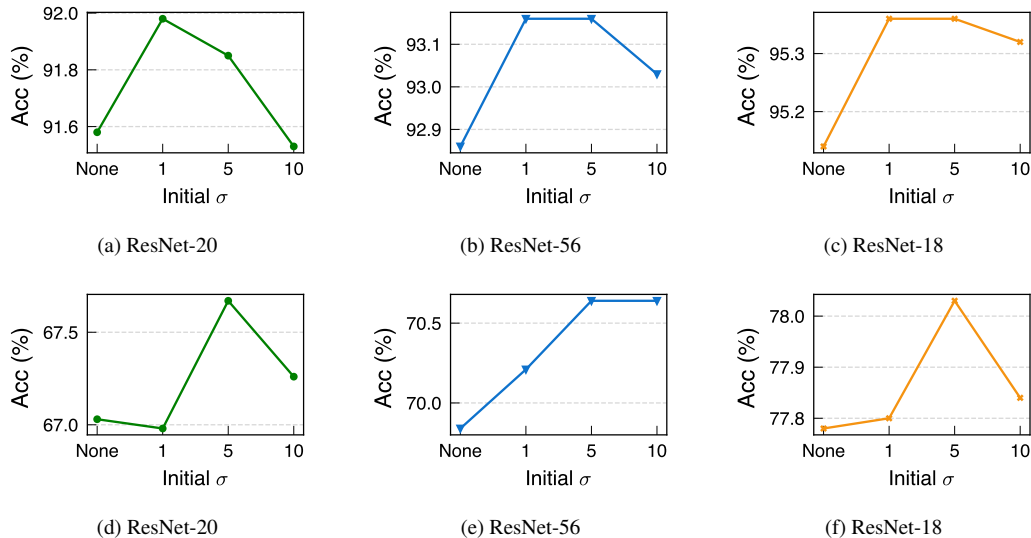 92.0
91.8
91.6
Acc (%)
None 1 5 10
Initial σ
(a) ResNet-20
93.1
93.0
92.9
Acc (%)
None 1 5 10
Initial σ
(b) ResNet-56
95.3
95.2
Acc (%)
None 1 5 10
Initial σ
(c) ResNet-18
67.5
67.0
Acc (%)
None 1 5 10
Initial σ
(d) ResNet-20
70.5
70.0
Acc (%)
None 1 5 10
Initial σ
(e) ResNet-56
78.0
77.9
77.8
Acc (%)
None 1 5 10
Initial σ
(f) ResNet-18